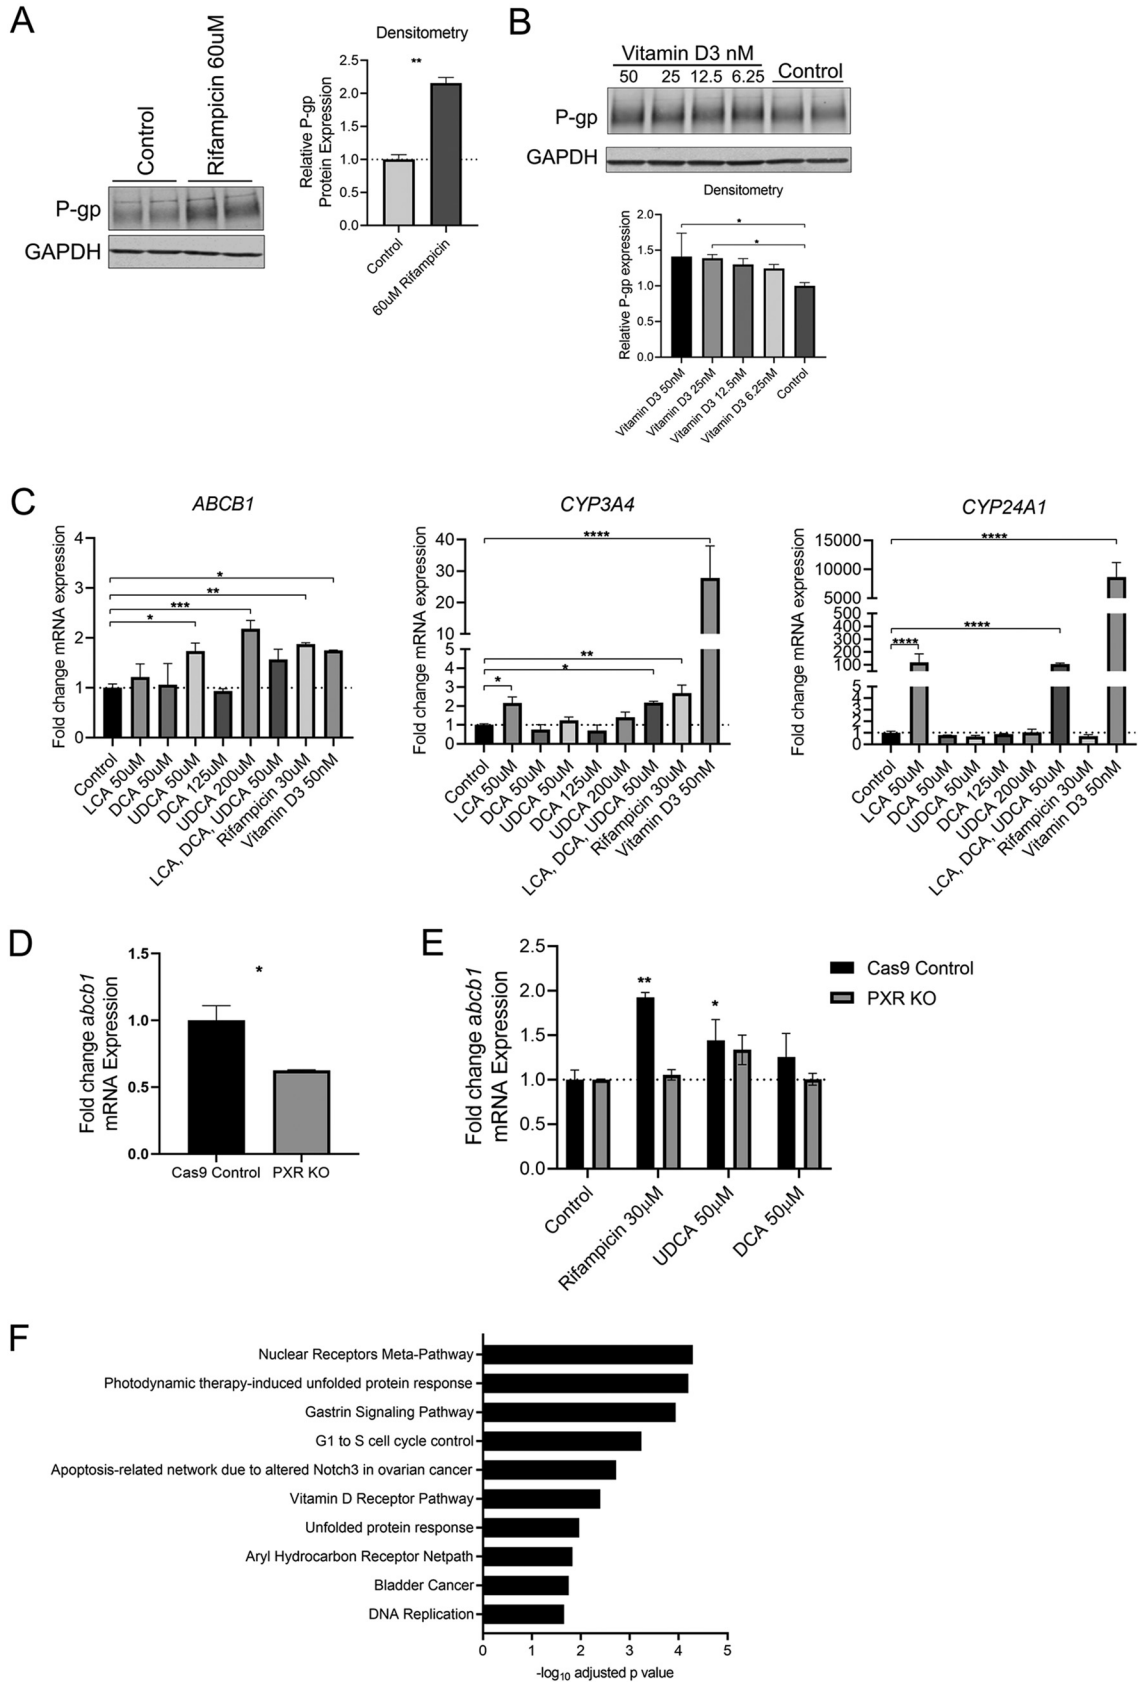 A
Control
Rifampicin 60uM
P-gp
GAPDH
Densitometry
**
Relative P-gp
Protein Expression
2.5
2.0
1.5
1.0
0.5
0.0
Control
60uM Rifampicin
B
Vitamin D3 nM
Control
50 25 12.5 6.25
P-gp
GAPDH
Densitometry
Relative P-gp expression
2.0
1.5
1.0
0.5
0.0
*
*
Vitamin D3 50nM
Vitamin D3 25nM
Vitamin D3 12.5nM
Vitamin D3 6.25nM
Control
C
ABCB1
Fold change mRNA expression
4
3
2
1
0
*
**
***
*
Control
LCA 50uM
DCA 50uM
UDCA 50uM
DCA 125uM
UDCA 200uM
LCA, DCA, UDCA 50uM
Rifampicin 30uM
Vitamin D3 50nM
CYP3A4
Fold change mRNA expression
40
30
20
10
5
4
3
2
1
0
****
**
*
*
Control
LCA 50uM
DCA 50uM
UDCA 50uM
DCA 125uM
UDCA 200uM
LCA, DCA, UDCA 50uM
Rifampicin 30uM
Vitamin D3 50nM
CYP24A1
Fold change mRNA expression
15000
10000
5000
500
400
300
200
100
5
4
3
2
1
0
****
****
****
Control
LCA 50uM
DCA 50uM
UDCA 50uM
DCA 125uM
UDCA 200uM
LCA, DCA, UDCA 50uM
Rifampicin 30uM
Vitamin D3 50nM
D
Fold change abcb1
mRNA Expression
1.5
1.0
0.5
0.0
*
Cas9 Control
PXR KO
E
Fold change abcb1
mRNA Expression
2.5
2.0
1.5
1.0
0.5
0.0
**
*
Control
Rifampicin 30μM
UDCA 50μM
DCA 50μM
Cas9 Control
PXR KO
F
Nuclear Receptors Meta-Pathway
Photodynamic therapy-induced unfolded protein response
Gastrin Signaling Pathway
G1 to S cell cycle control
Apoptosis-related network due to altered Notch3 in ovarian cancer
Vitamin D Receptor Pathway
Unfolded protein response
Aryl Hydrocarbon Receptor Netpath
Bladder Cancer
DNA Replication
0 1 2 3 4 5
-log10 adjusted p value